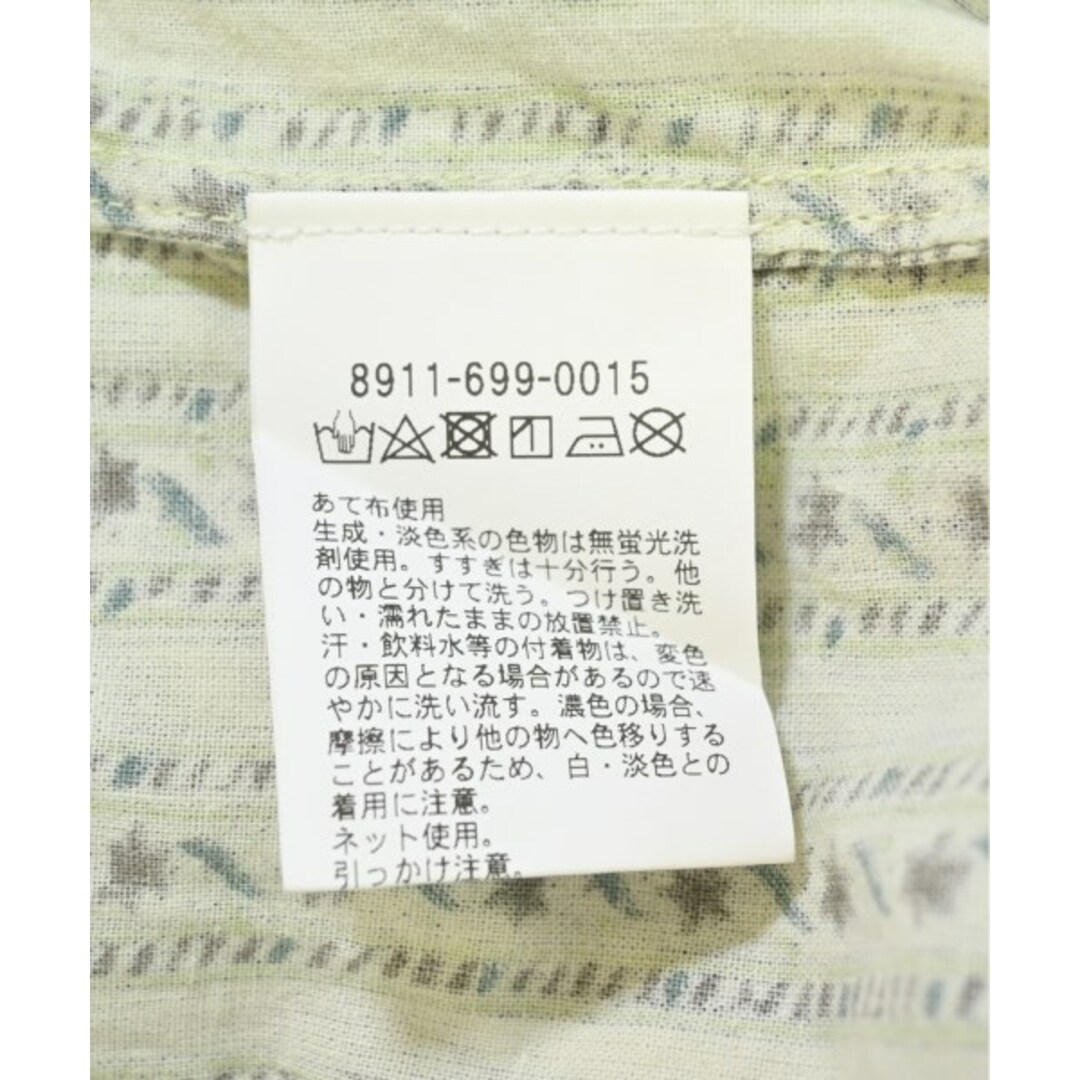 8911-699-0015
あて布使用
生成・淡色系の色物は無蛍光洗
剤使用。すすぎは十分行う。他
の物と分けて洗う。つけ置き洗
い・濡れたままの放置禁止。
汗・飲料水等の付着物は、変色
の原因となる場合があるので速
やかに洗い流す。濃色の場合、
摩擦により他の物へ色移りする
ことがあるため、白・淡色との
着用に注意。
ネット使用。
引っかけ注意。